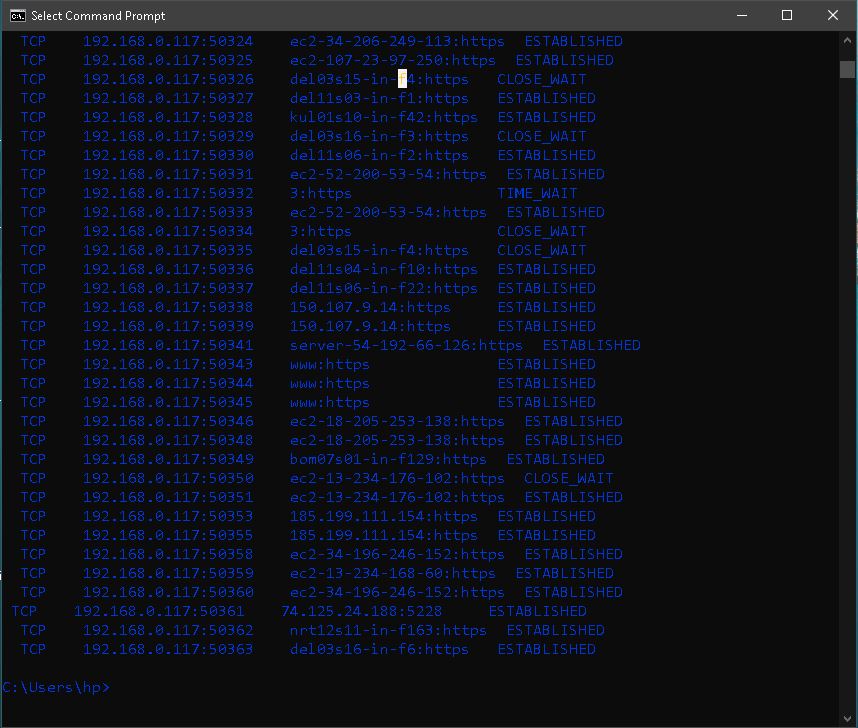 Select Command Prompt
TCP 192.168.0.117:50324 ec2-34-206-249-113:https ESTABLISHED
TCP 192.168.0.117:50325 ec2-107-23-97-250:https ESTABLISHED
TCP 192.168.0.117:50326 del03s15-in-f4:https CLOSE_WAIT
TCP 192.168.0.117:50327 del11s03-in-f1:https ESTABLISHED
TCP 192.168.0.117:50328 kul01s10-in-f42:https ESTABLISHED
TCP 192.168.0.117:50329 del03s16-in-f3:https CLOSE_WAIT
TCP 192.168.0.117:50330 del11s06-in-f2:https ESTABLISHED
TCP 192.168.0.117:50331 ec2-52-200-53-54:https ESTABLISHED
TCP 192.168.0.117:50332 3:https TIME_WAIT
TCP 192.168.0.117:50333 ec2-52-200-53-54:https ESTABLISHED
TCP 192.168.0.117:50334 3:https CLOSE_WAIT
TCP 192.168.0.117:50335 del03s15-in-f4:https CLOSE_WAIT
TCP 192.168.0.117:50336 del11s04-in-f10:https ESTABLISHED
TCP 192.168.0.117:50337 del11s06-in-f22:https ESTABLISHED
TCP 192.168.0.117:50338 150.107.9.14:https ESTABLISHED
TCP 192.168.0.117:50339 150.107.9.14:https ESTABLISHED
TCP 192.168.0.117:50341 server-54-192-66-126:https ESTABLISHED
TCP 192.168.0.117:50343 www:https ESTABLISHED
TCP 192.168.0.117:50344 www:https ESTABLISHED
TCP 192.168.0.117:50345 www:https ESTABLISHED
TCP 192.168.0.117:50346 ec2-18-205-253-138:https ESTABLISHED
TCP 192.168.0.117:50348 ec2-18-205-253-138:https ESTABLISHED
TCP 192.168.0.117:50349 bom07s01-in-f129:https ESTABLISHED
TCP 192.168.0.117:50350 ec2-13-234-176-102:https CLOSE_WAIT
TCP 192.168.0.117:50351 ec2-13-234-176-102:https ESTABLISHED
TCP 192.168.0.117:50353 185.199.111.154:https ESTABLISHED
TCP 192.168.0.117:50355 185.199.111.154:https ESTABLISHED
TCP 192.168.0.117:50358 ec2-34-196-246-152:https ESTABLISHED
TCP 192.168.0.117:50359 ec2-13-234-168-60:https ESTABLISHED
TCP 192.168.0.117:50360 ec2-34-196-246-152:https ESTABLISHED
TCP 192.168.0.117:50361 74.125.24.188:5228 ESTABLISHED
TCP 192.168.0.117:50362 nrt12s11-in-f163:https ESTABLISHED
TCP 192.168.0.117:50363 del03s16-in-f6:https ESTABLISHED
C:\Users\hp>